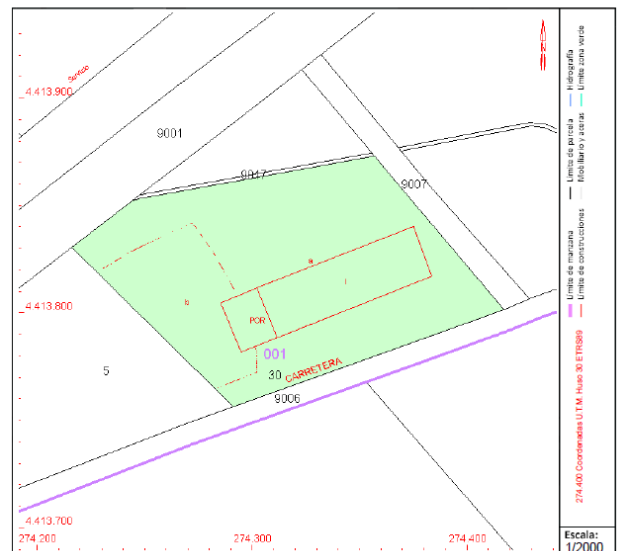 Servicio
4.413.900
9001
9047
9007
a
I
4.413.800
b
POR
001
5
30
CARRETERA
9006
4.413.700
274.200
274.300
274.400
N
274.400 Coordenadas U.T.M. Huso 30 ETRS89
Límite de manzana
Límite de construcciones
Límite de parcela
Mobiliario y aceras
Hidrografía
Límite zona verde
Escala:
1/2000